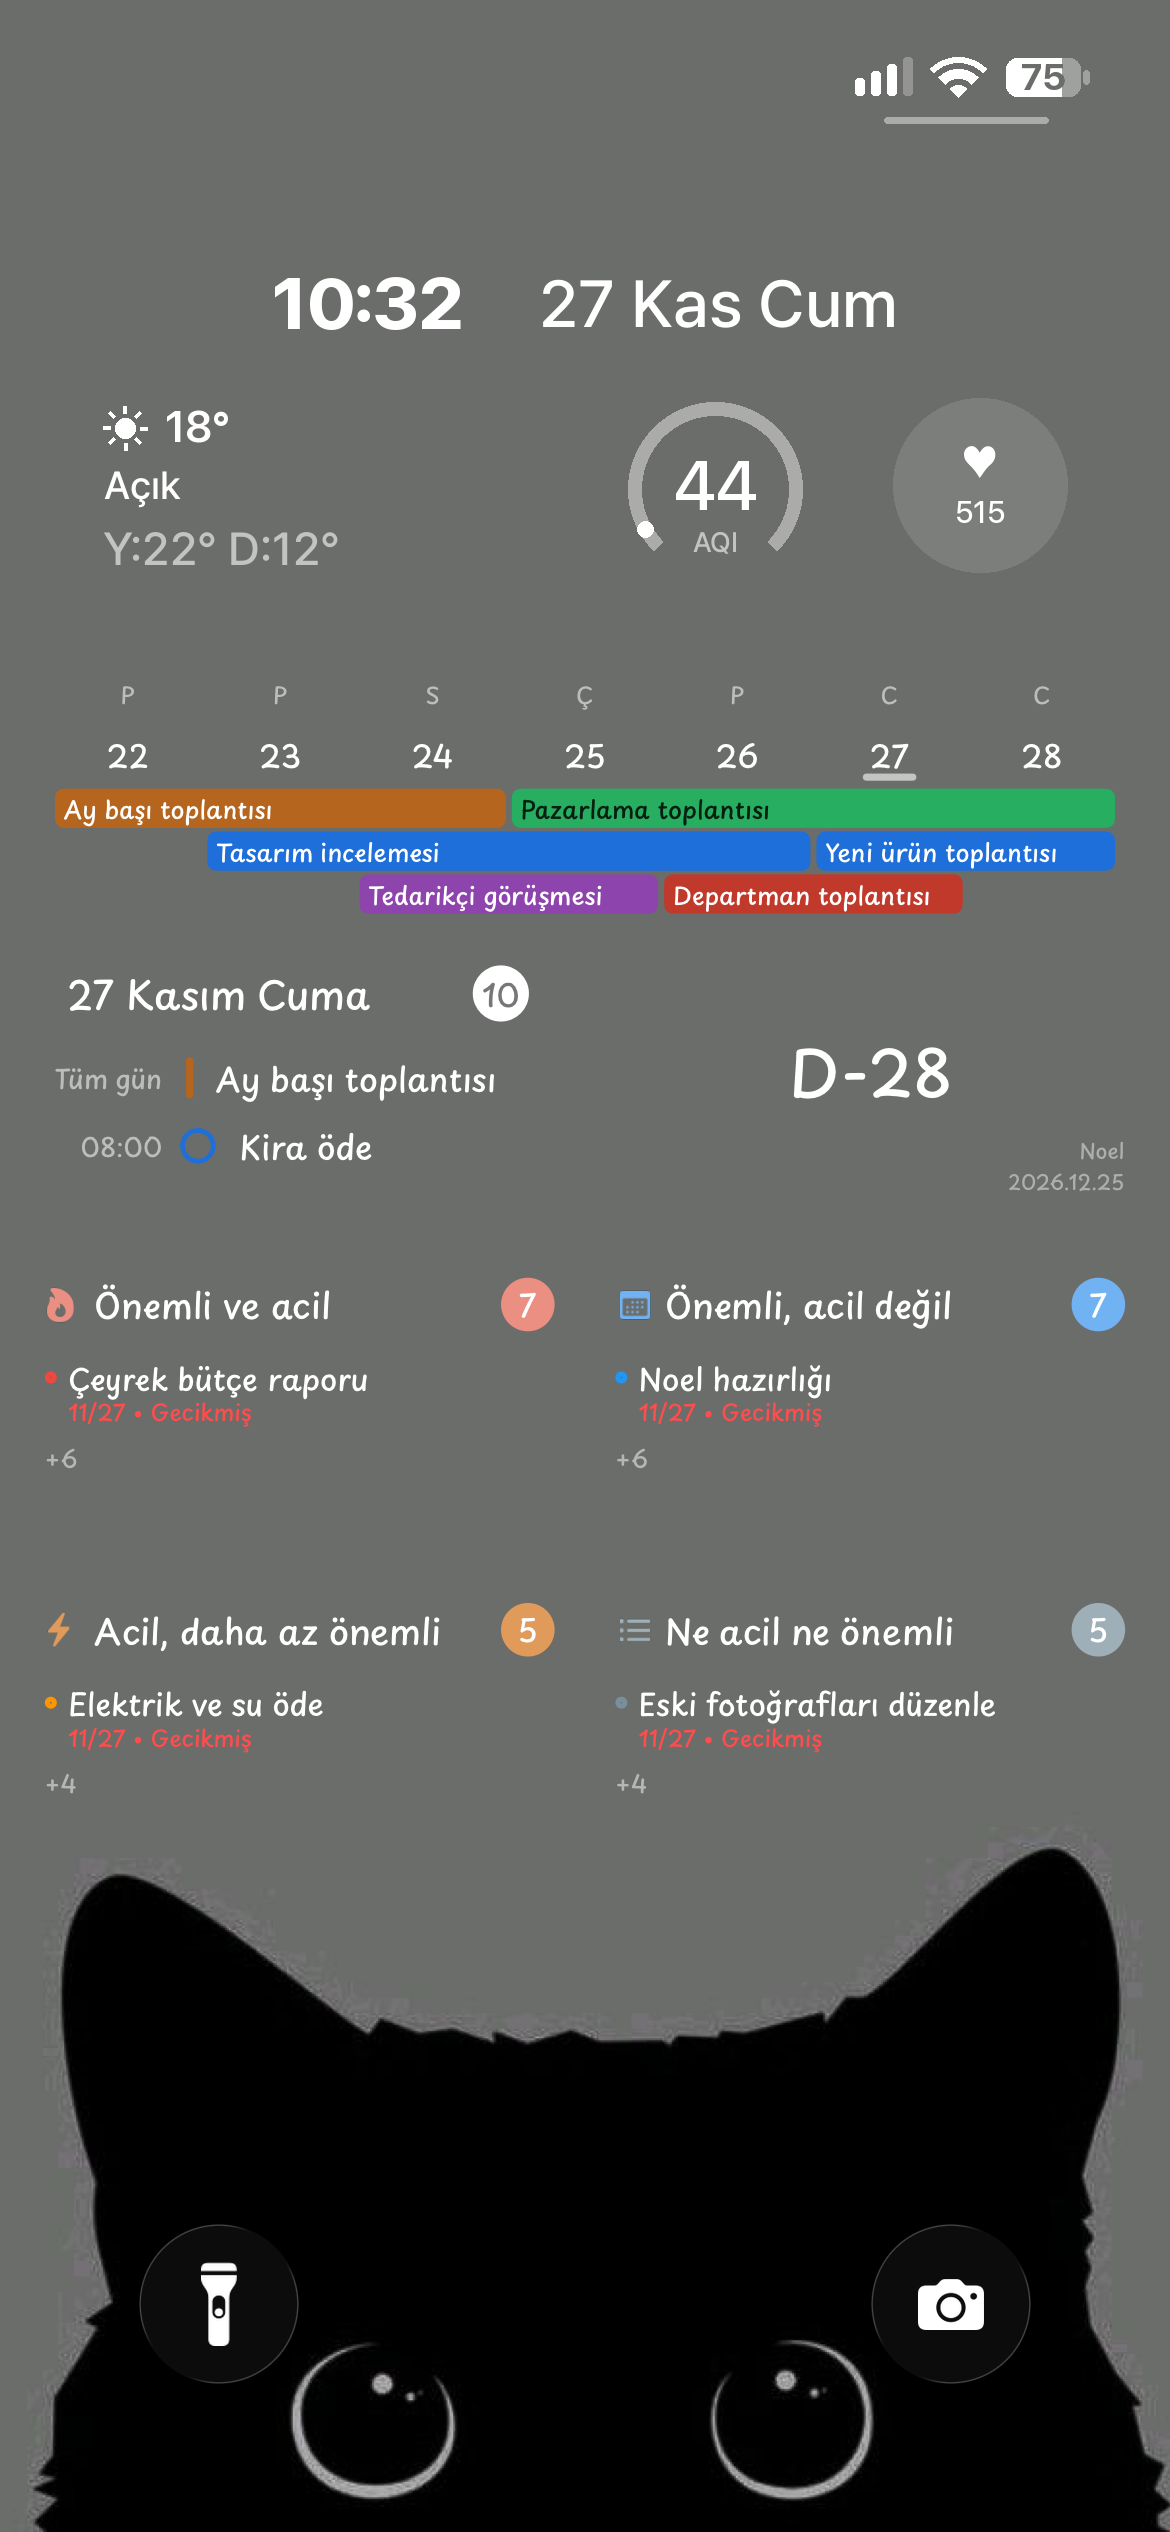 75
10:32 27 Kas Cum
18°
Açık
Y:22° D:12°
44
AQI
515
P P S Ç P C C
22 23 24 25 26 27 28
Ay başı toplantısı Pazarlama toplantısı
Tasarım incelemesi Yeni ürün toplantısı
Tedarikçi görüşmesi Departman toplantısı
27 Kasım Cuma 10
Tüm gün Ay başı toplantısı
08:00 Kira öde
D-28
Noel
2026.12.25
Önemli ve acil 7
Çeyrek bütçe raporu
11/27 • Gecikmiş
+6
Önemli, acil değil 7
Noel hazırlığı
11/27 • Gecikmiş
+6
Acil, daha az önemli 5
Elektrik ve su öde
11/27 • Gecikmiş
+4
Ne acil ne önemli 5
Eski fotoğrafları düzenle
11/27 • Gecikmiş
+4